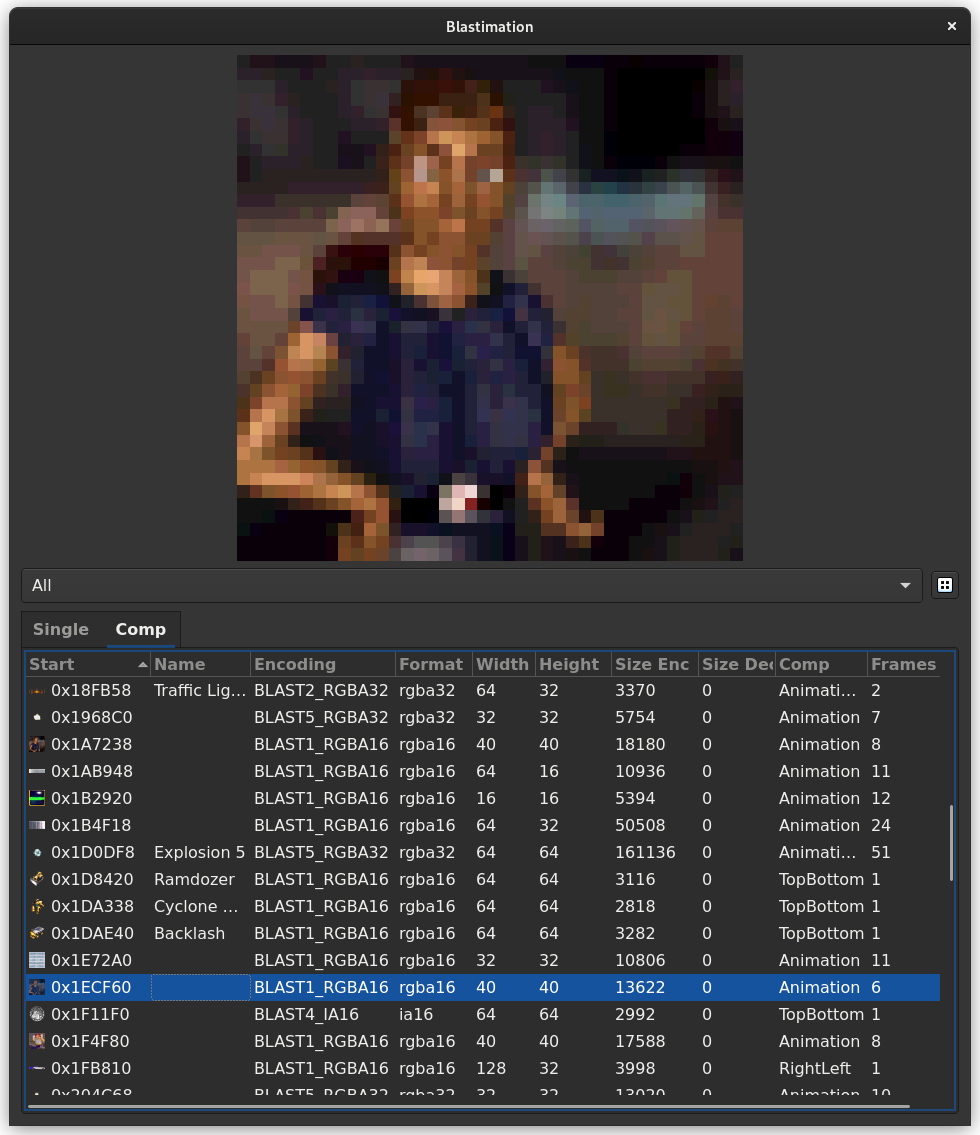 Blastimation
All
Single Comp
Start Name Encoding Format Width Height Size Enc Size Dec Comp Frames
0x18FB58 Traffic Lig... BLAST2_RGBA32 rgba32 64 32 3370 0 Animati... 2
0x1968C0 BLAST5_RGBA32 rgba32 32 32 5754 0 Animation 7
0x1A7238 BLAST1_RGBA16 rgba16 40 40 18180 0 Animation 8
0x1AB948 BLAST1_RGBA16 rgba16 64 16 10936 0 Animation 11
0x1B2920 BLAST1_RGBA16 rgba16 16 16 5394 0 Animation 12
0x1B4F18 BLAST1_RGBA16 rgba16 64 32 50508 0 Animation 24
0x1D0DF8 Explosion 5 BLAST5_RGBA32 rgba32 64 64 161136 0 Animati... 51
0x1D8420 Ramdozer BLAST1_RGBA16 rgba16 64 64 3116 0 TopBottom 1
0x1DA338 Cyclone ... BLAST1_RGBA16 rgba16 64 64 2818 0 TopBottom 1
0x1DAE40 Backlash BLAST1_RGBA16 rgba16 64 64 3282 0 TopBottom 1
0x1E72A0 BLAST1_RGBA16 rgba16 32 32 10806 0 Animation 11
0x1ECF60 BLAST1_RGBA16 rgba16 40 40 13622 0 Animation 6
0x1F11F0 BLAST4_IA16 ia16 64 64 2992 0 TopBottom 1
0x1F4F80 BLAST1_RGBA16 rgba16 40 40 17588 0 Animation 8
0x1FB810 BLAST1_RGBA16 rgba16 128 32 3998 0 RightLeft 1
0x204C68 BLAST5_RGBA32 rgba32 32 32 13020 0 Animation 10